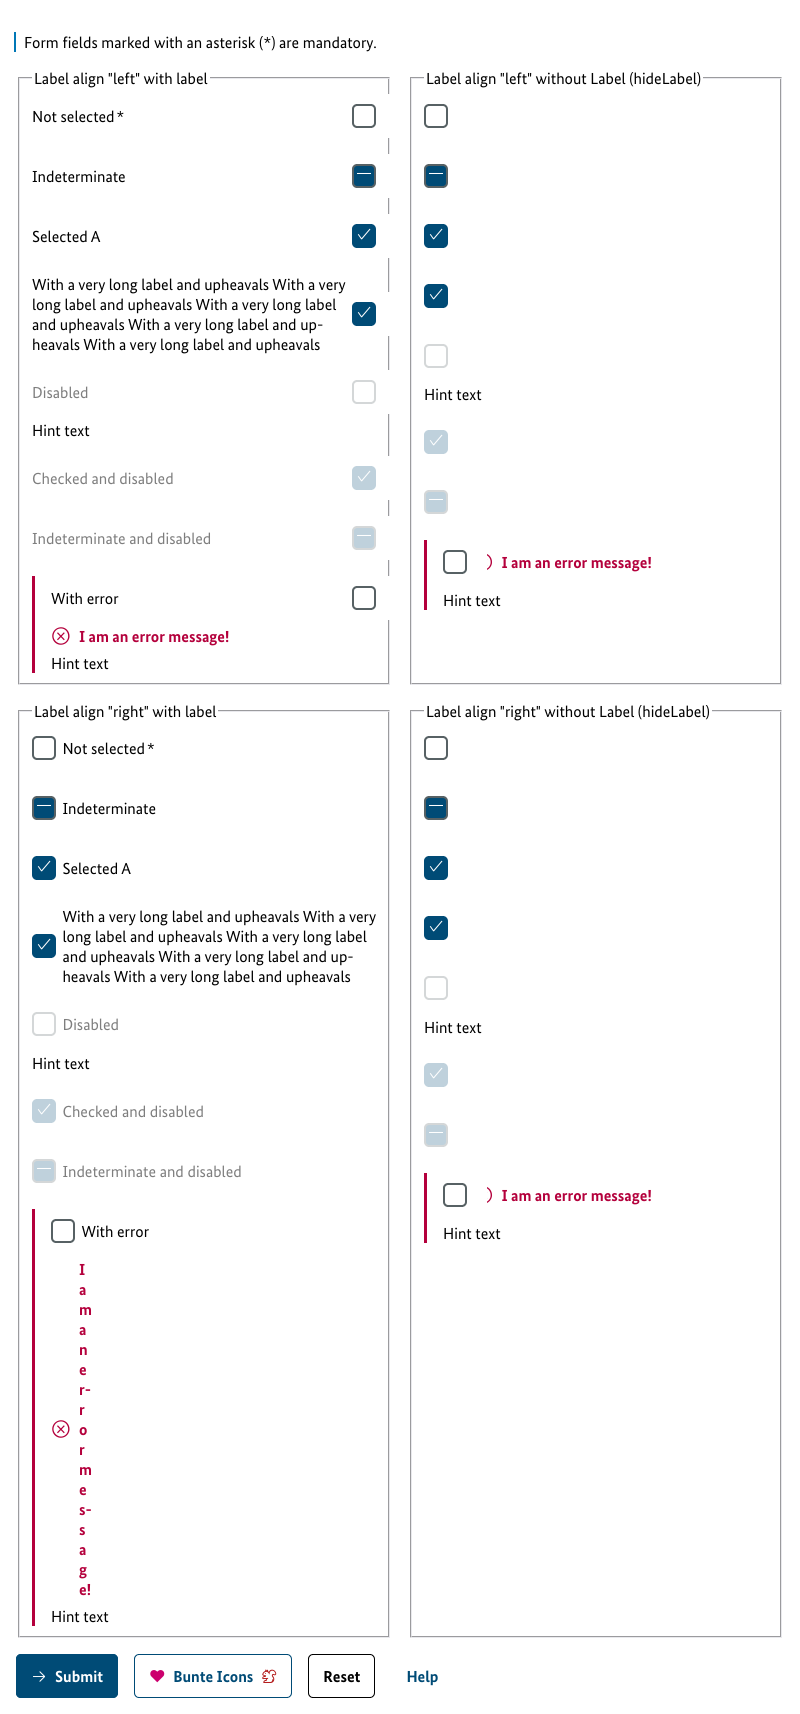 Form fields marked with an asterisk (*) are mandatory.
Label align "left" with label
Not selected *
Indeterminate
Selected A
With a very long label and upheavals With a very
long label and upheavals With a very long label
and upheavals With a very long label and up-
heavals With a very long label and upheavals
Disabled
Hint text
Checked and disabled
Indeterminate and disabled
With error
I am an error message!
Hint text
Label align "left" without Label (hideLabel)
Hint text
I am an error message!
Hint text
Label align "right" with label
Not selected *
Indeterminate
Selected A
With a very long label and upheavals With a very
long label and upheavals With a very long label
and upheavals With a very long label and up-
heavals With a very long label and upheavals
Disabled
Hint text
Checked and disabled
Indeterminate and disabled
With error
I
a
m
a
n
e
r-
r
o
r
m
e
s-
s
a
g
e!
Hint text
Label align "right" without Label (hideLabel)
Hint text
I am an error message!
Hint text
Submit
Bunte Icons
Reset
Help